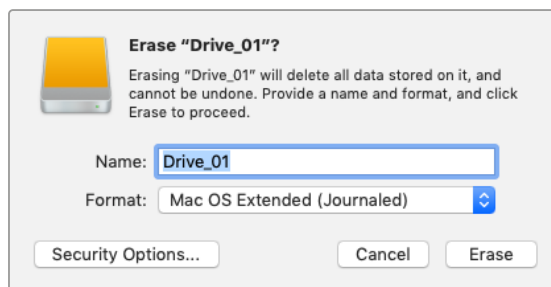 Erase “Drive_01”?
Erasing “Drive_01” will delete all data stored on it, and
cannot be undone. Provide a name and format, and click
Erase to proceed.
Name: Drive_01
Format: Mac OS Extended (Journaled)
Security Options... Cancel Erase